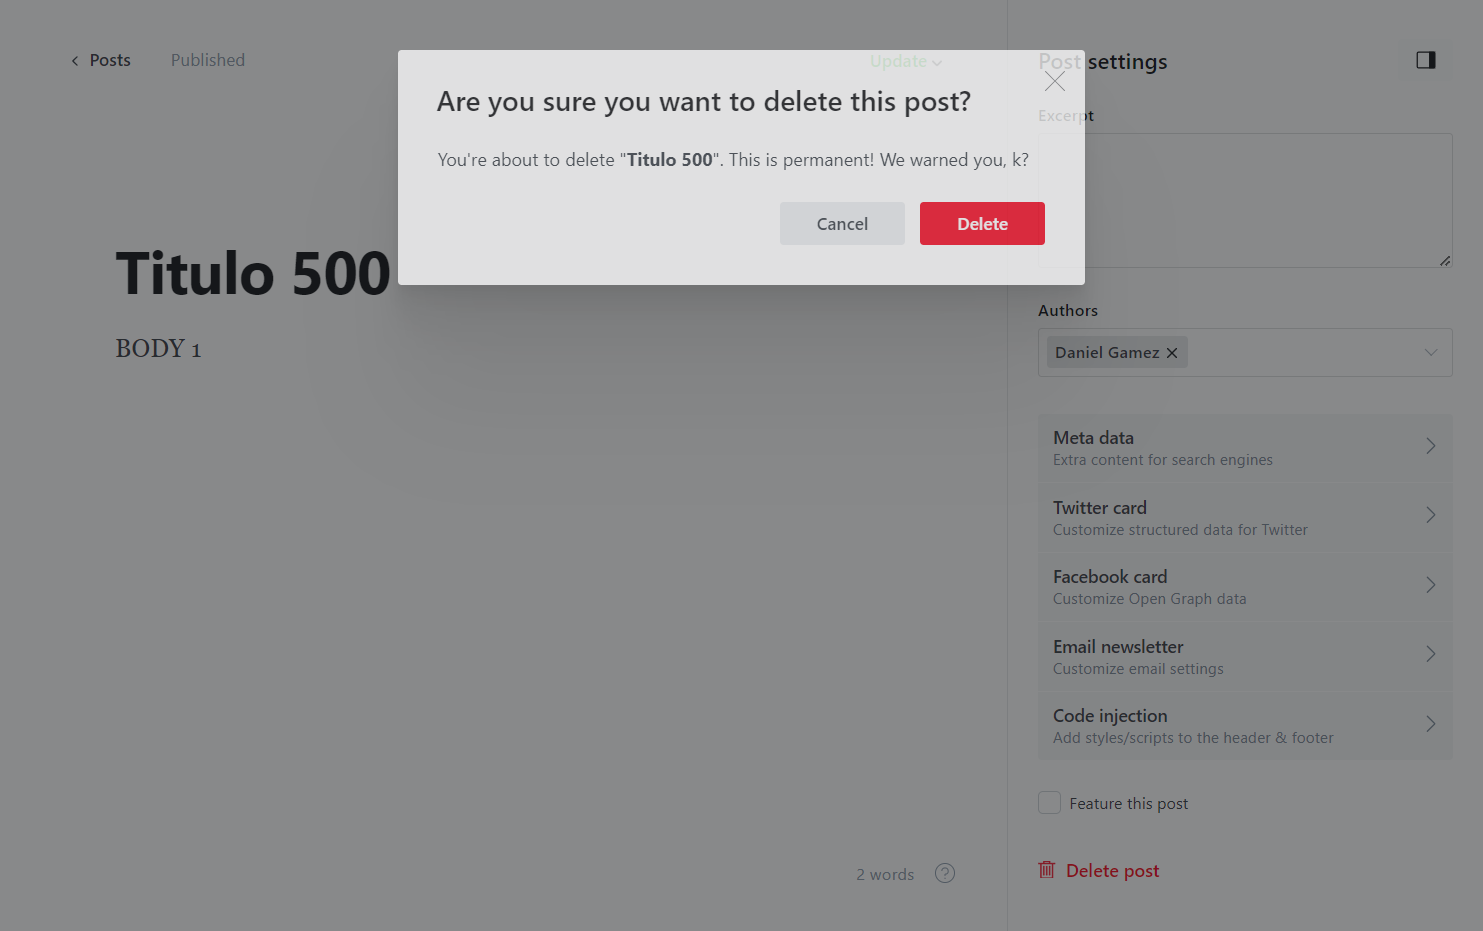 Posts
Published
Update
Post settings
Are you sure you want to delete this post?
Excerpt
You're about to delete "Titulo 500". This is permanent! We warned you, k?
Cancel
Delete
Titulo 500
BODY 1
Authors
Daniel Gamez
Meta data
Extra content for search engines
Twitter card
Customize structured data for Twitter
Facebook card
Customize Open Graph data
Email newsletter
Customize email settings
Code injection
Add styles/scripts to the header & footer
Feature this post
2 words
?
Delete post